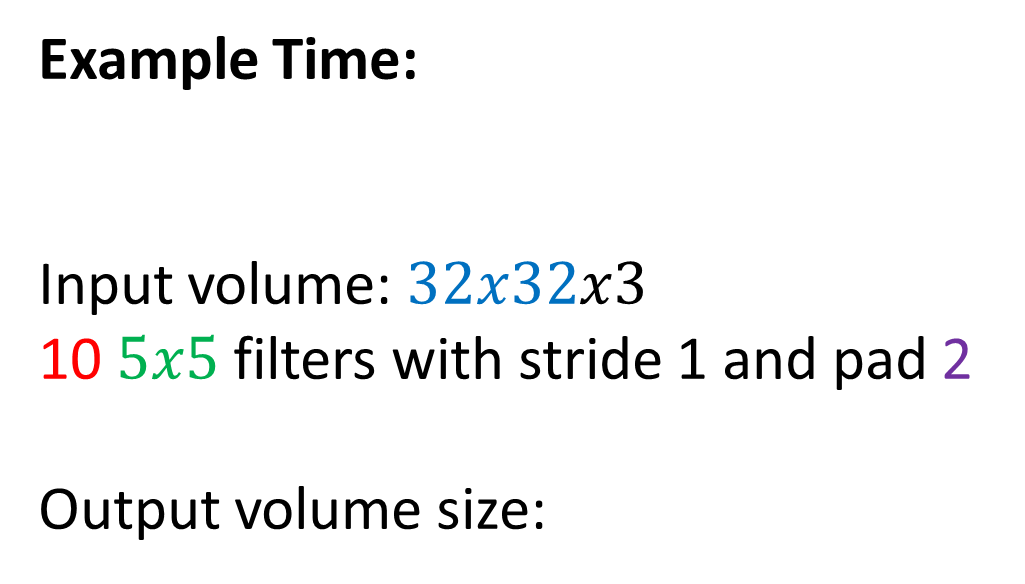 Example Time:
Input volume: 32x32x3
10 5x5 filters with stride 1 and pad 2
Output volume size: